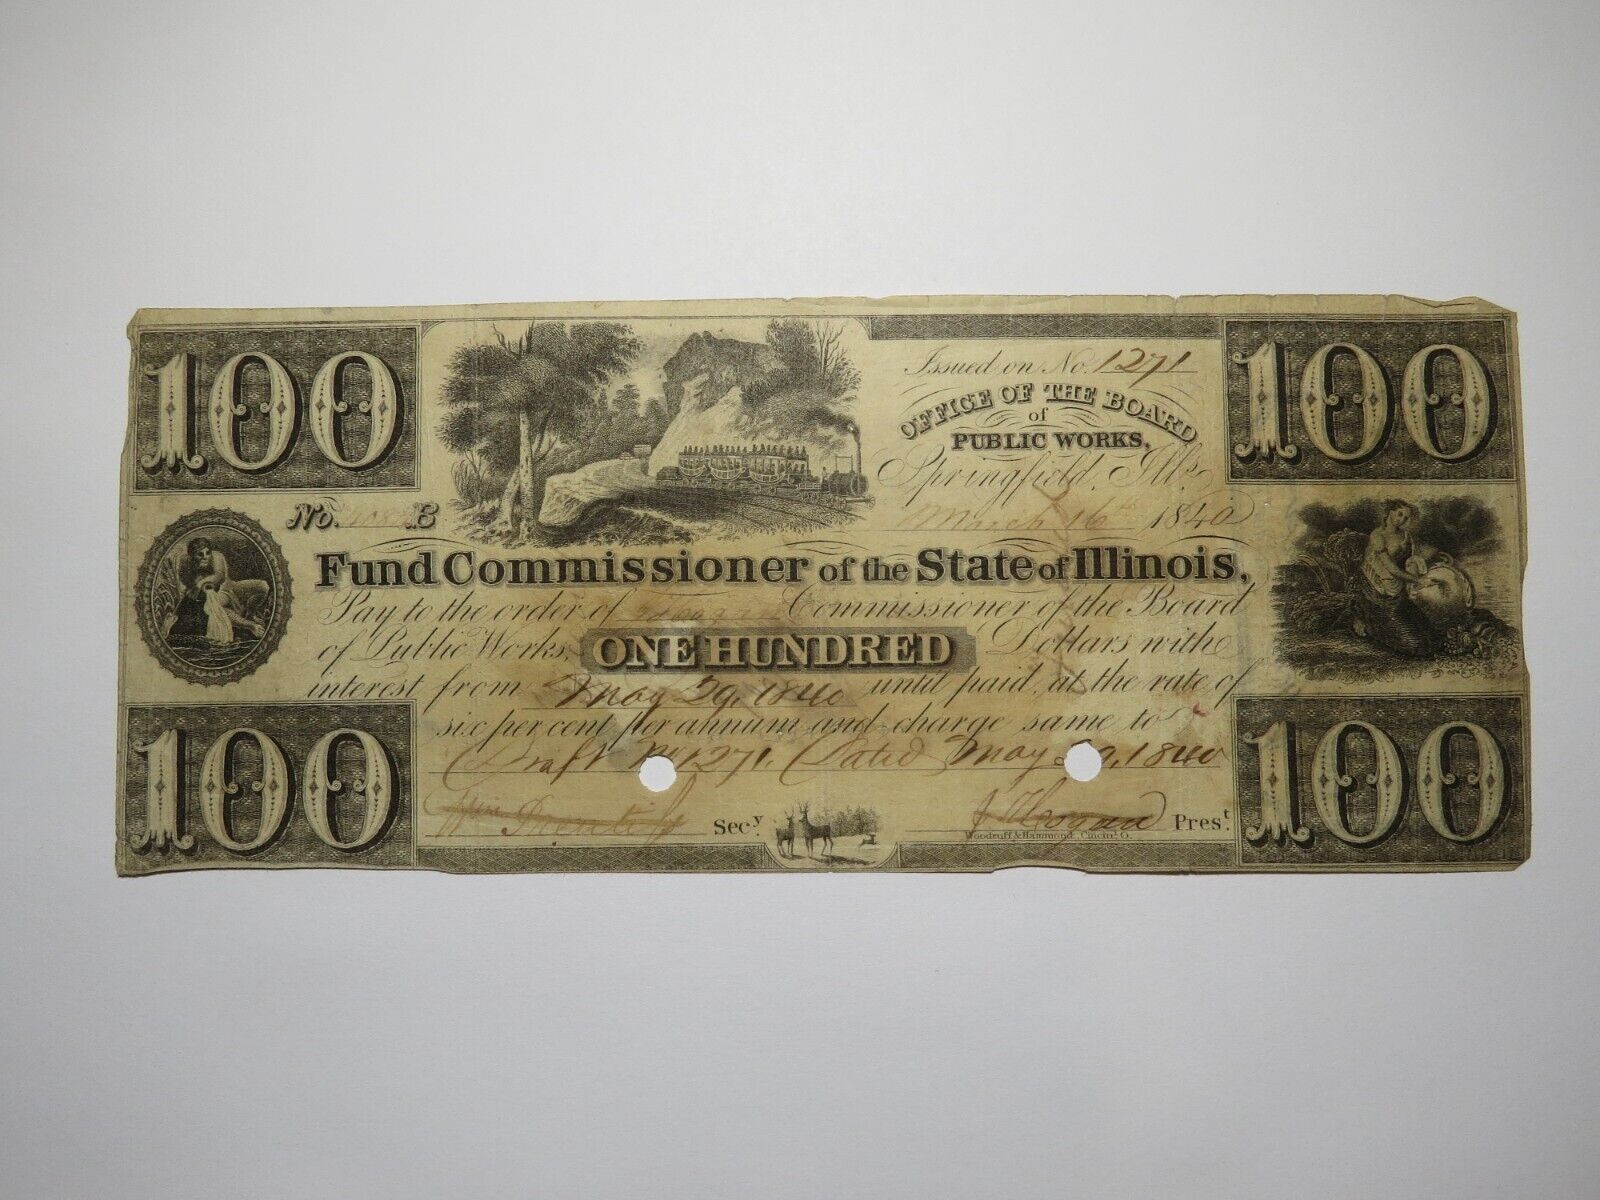 100
100
Issued on No. 1271
OFFICE OF THE BOARD
of
PUBLIC WORKS,
Springfield, Ills.
No. B
March 16th 1840
Fund Commissioner of the State of Illinois,
Pay to the order of Commissioner of the Board
of Public Works, ONE HUNDRED Dollars with
interest from May 29, 1840 until paid, at the rate of
six per cent per annum and charge same to
Draft No 1271 Dated May 29, 1840
Wm Secy.
J Hogan Prest
Woodruff & Hammond, Cincin. O.
100
100